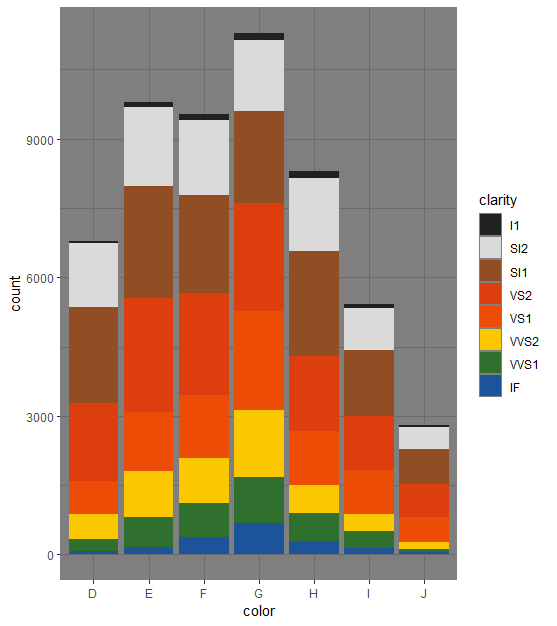 9000
6000
3000
0
count
D E F G H I J
color
clarity
I1
SI2
SI1
VS2
VS1
VVS2
VVS1
IF